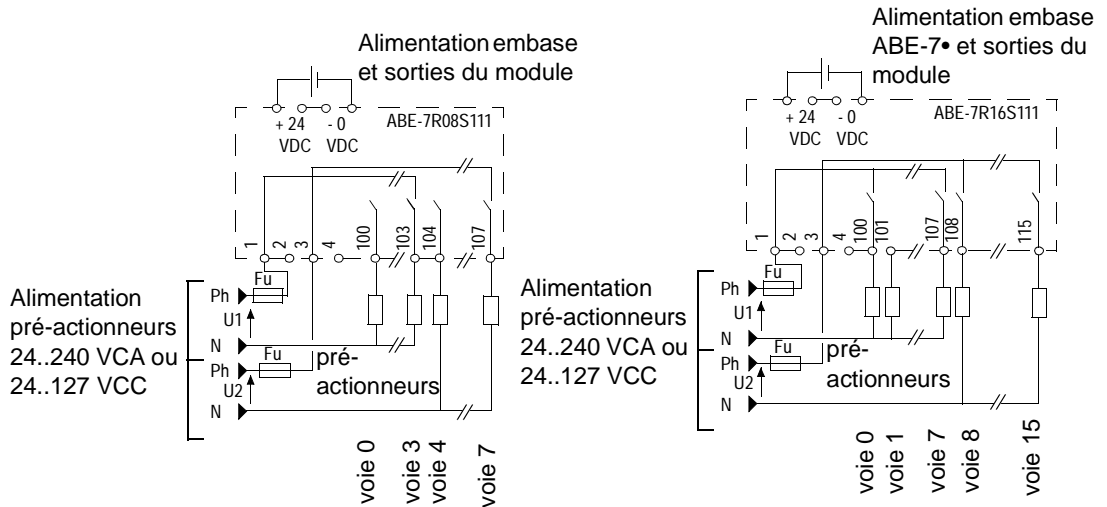 Alimentation embase
et sorties du module
+ 24
VDC
- 0
VDC
ABE-7R08S111
1
2
3
4
100
103
104
107
Fu
Ph
U1
N
Fu
Ph
U2
N
Alimentation
pré-actionneurs
24..240 VCA ou
24..127 VCC
pré-
actionneurs
voie 0
voie 3
voie 4
voie 7
Alimentation embase
ABE-7• et sorties du
module
+ 24
VDC
- 0
VDC
ABE-7R16S111
1
2
3
4
100
101
107
108
115
Fu
Ph
U1
N
Fu
Ph
U2
N
Alimentation
pré-actionneurs
24..240 VCA ou
24..127 VCC
pré-
actionneurs
voie 0
voie 1
voie 7
voie 8
voie 15